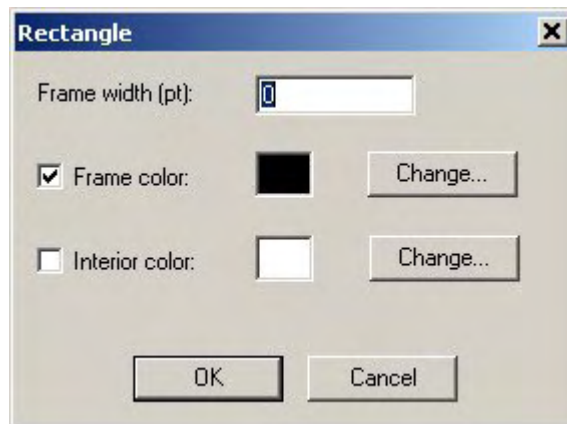 Rectangle
Frame width (pt): 0
Frame color: Change...
Interior color: Change...
OK Cancel